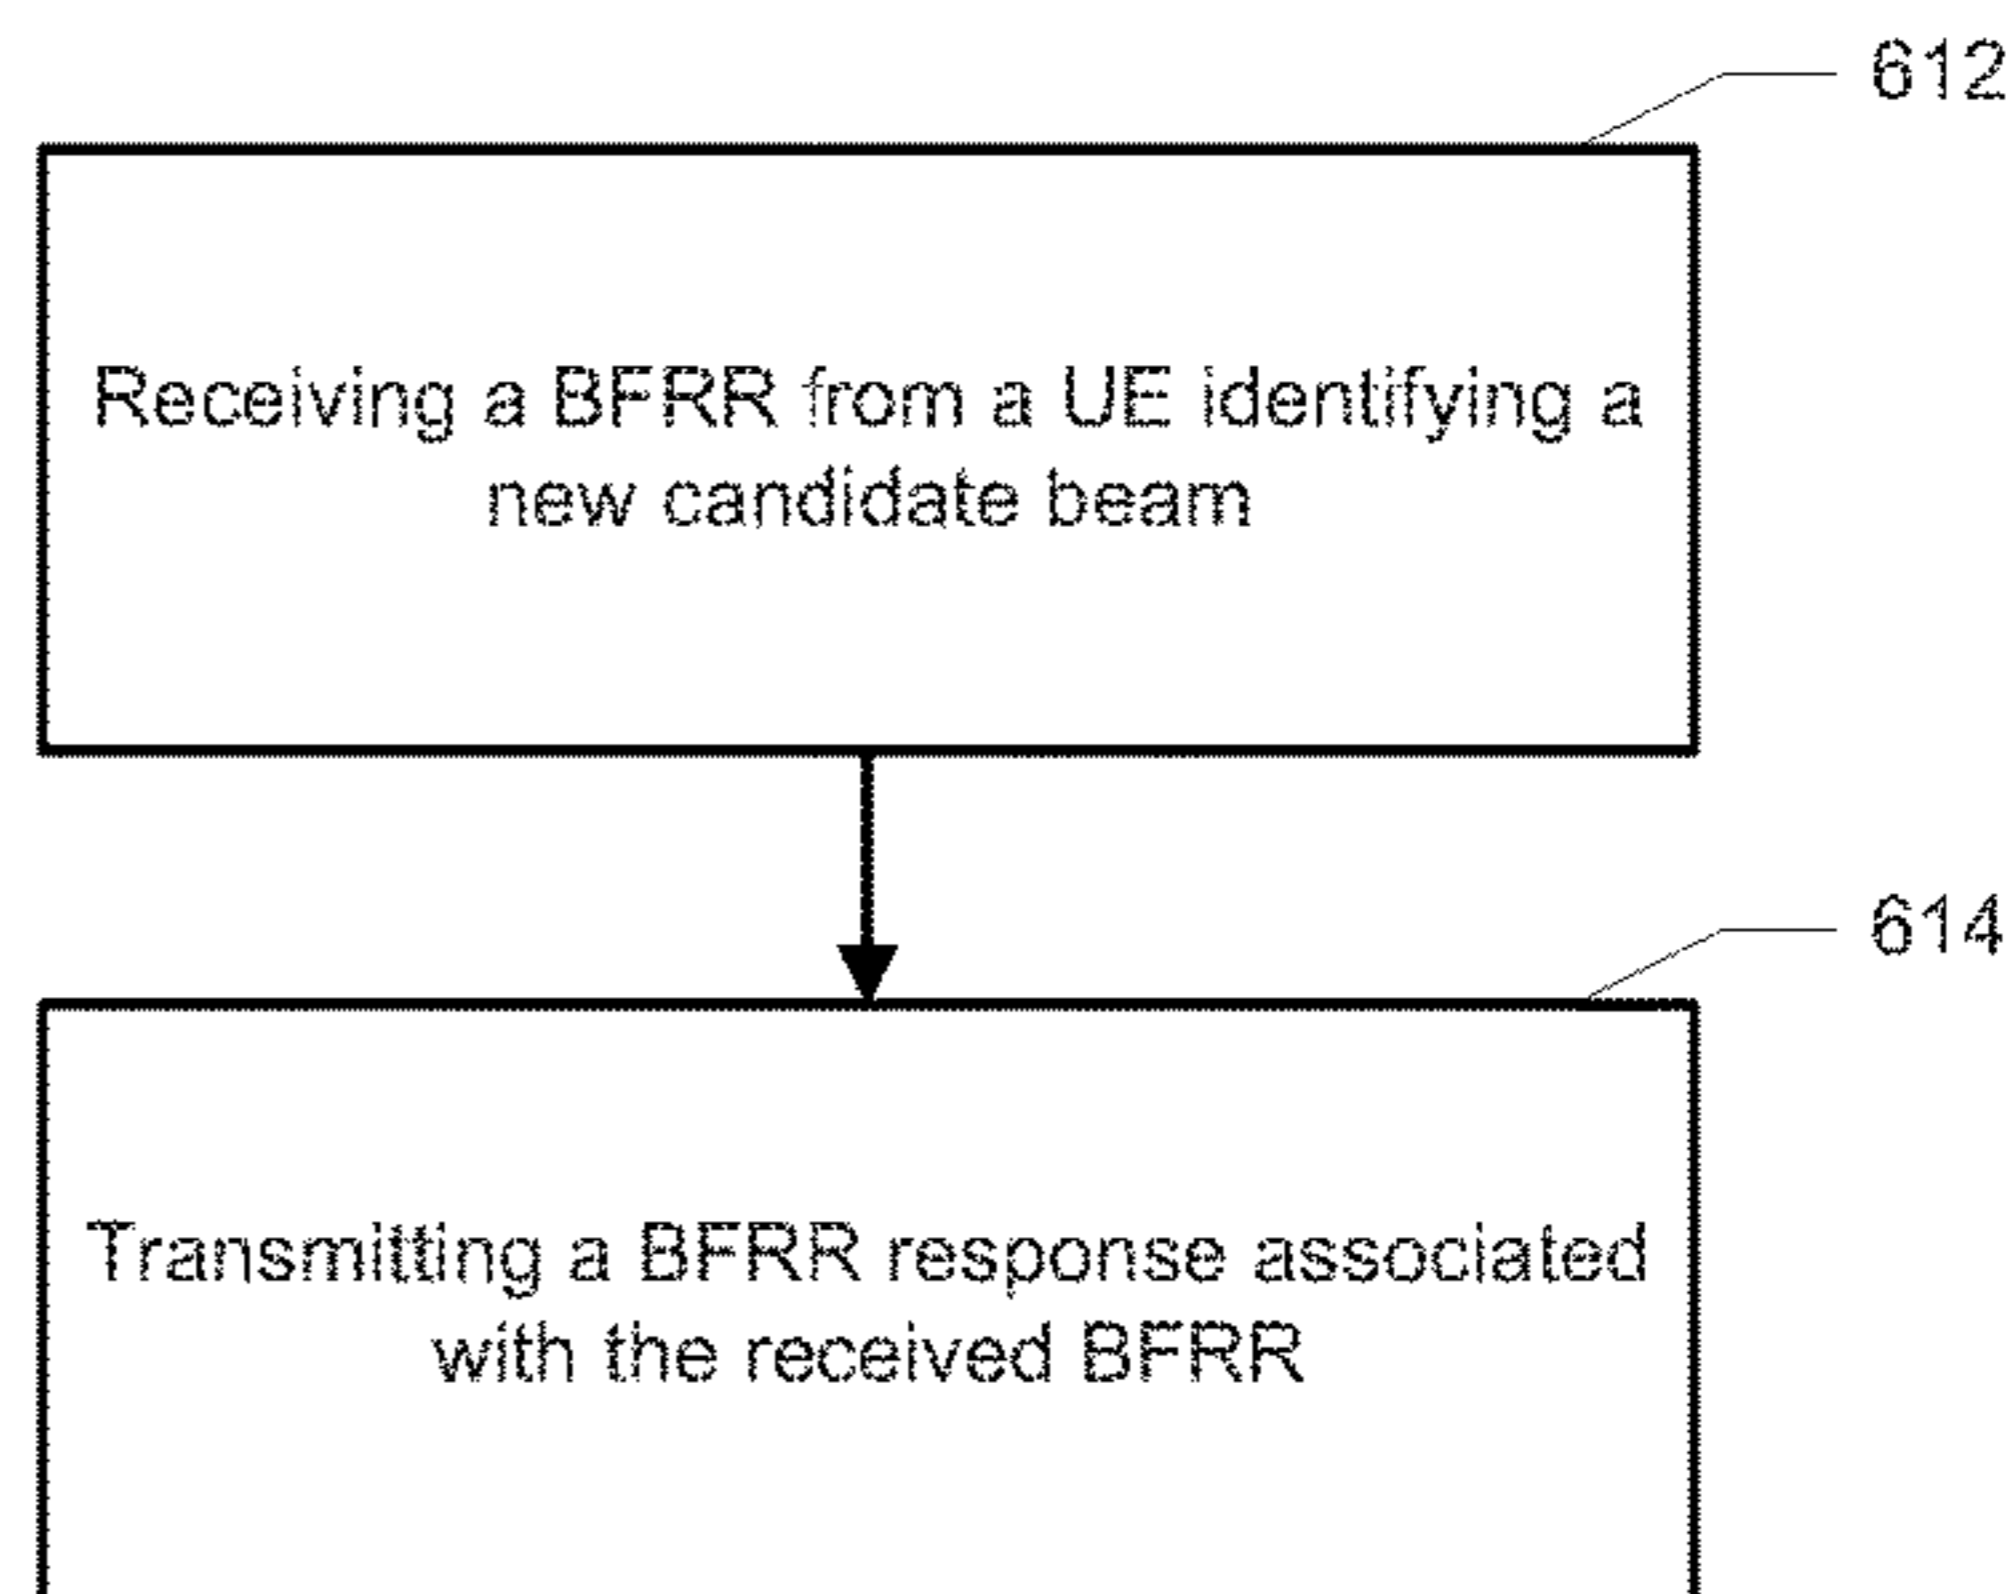 612
Receiving a BFRR from a UE identifying a
new candidate beam
614
Transmitting a BFRR response associated
with the received BFRR